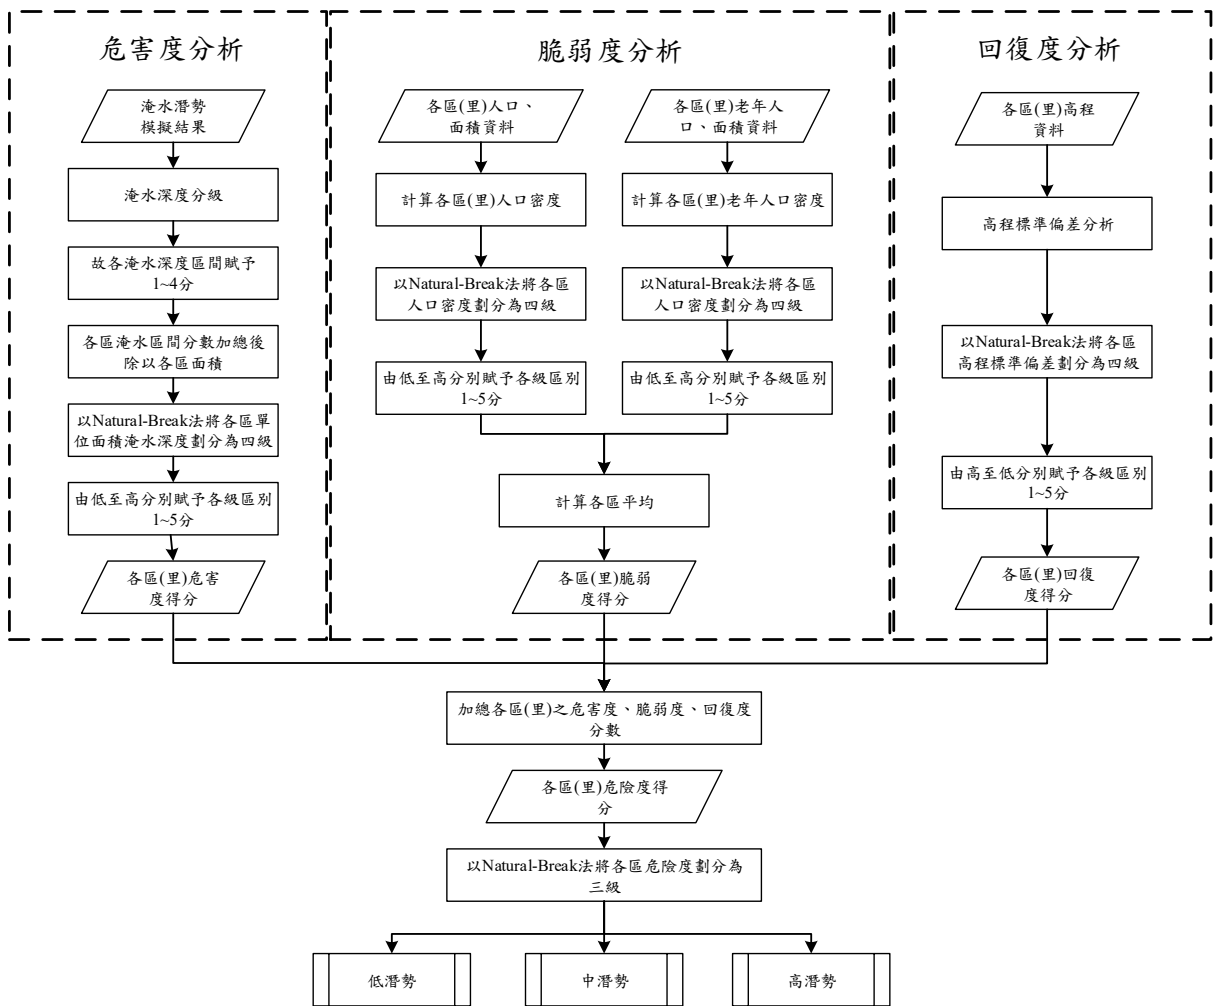 危害度分析
淹水潛勢
模擬結果
淹水深度分級
故各淹水深度區間賦予
1~4分
各區淹水區間分數加總後
除以各區面積
以Natural-Break法將各區單
位面積淹水深度劃分為四級
由低至高分別賦予各級區別
1~5分
各區(里)危害
度得分
脆弱度分析
各區(里)人口、
面積資料
計算各區(里)人口密度
以Natural-Break法將各區
人口密度劃分為四級
由低至高分別賦予各級區別
1~5分
各區(里)老年人
口、面積資料
計算各區(里)老年人口密度
以Natural-Break法將各區
人口密度劃分為四級
由低至高分別賦予各級區別
1~5分
計算各區平均
各區(里)脆弱
度得分
回復度分析
各區(里)高程
資料
高程標準偏差分析
以Natural-Break法將各區
高程標準偏差劃分為四級
由高至低分別賦予各級區別
1~5分
各區(里)回復
度得分
加總各區(里)之危害度、脆弱度、回復度
分數
各區(里)危險度得
分
以Natural-Break法將各區危險度劃分為
三級
低潛勢
中潛勢
高潛勢